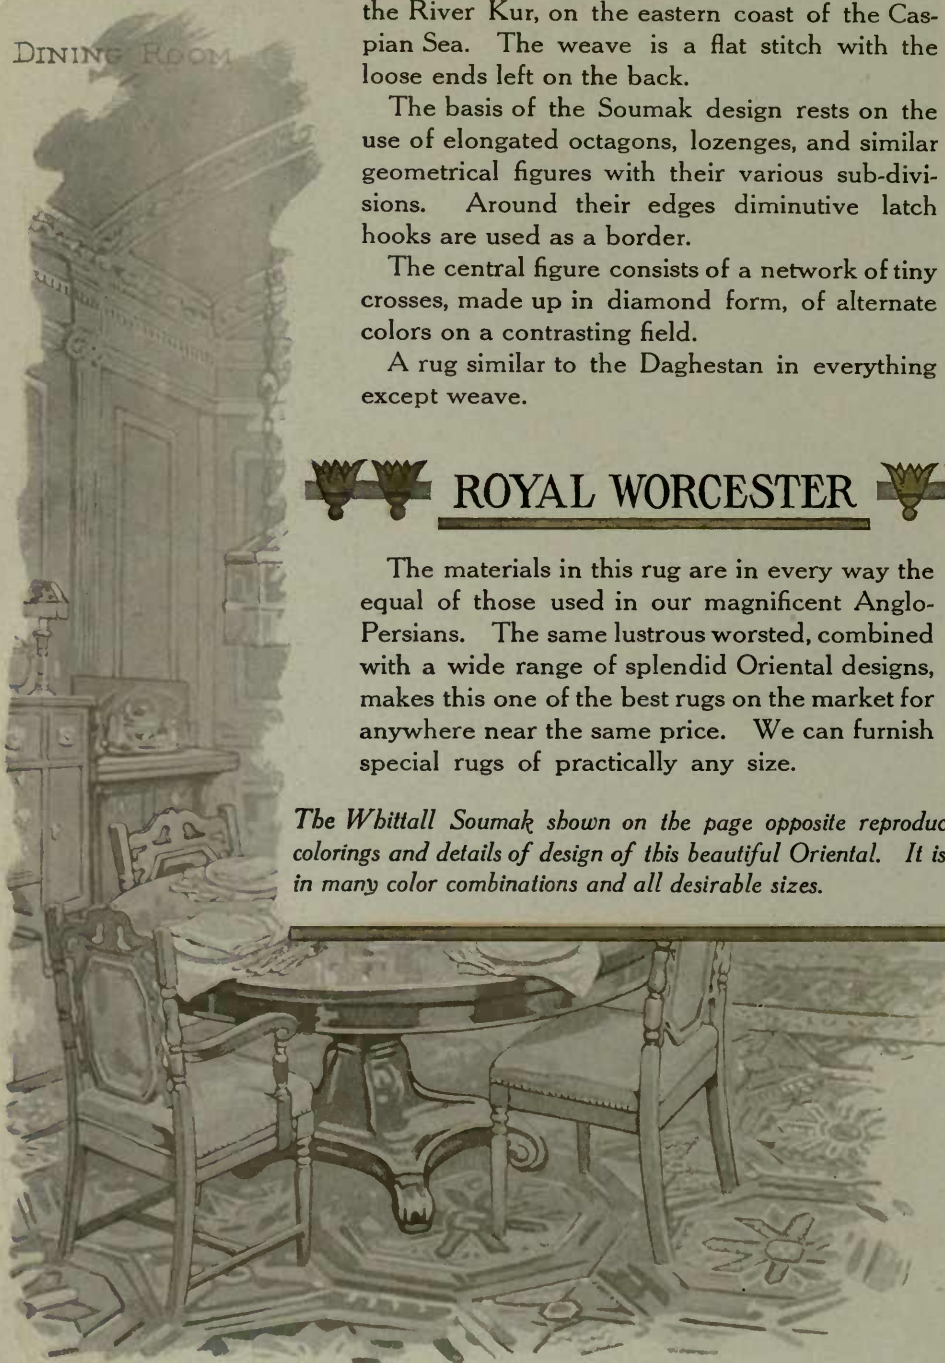 DINING ROOM
the River Kur, on the eastern coast of the Cas-
pian Sea. The weave is a flat stitch with the
loose ends left on the back.
The basis of the Soumak design rests on the
use of elongated octagons, lozenges, and similar
geometrical figures with their various sub-divi-
sions. Around their edges diminutive latch
hooks are used as a border.
The central figure consists of a network of tiny
crosses, made up in diamond form, of alternate
colors on a contrasting field.
A rug similar to the Daghestan in everything
except weave.
ROYAL WORCESTER
The materials in this rug are in every way the
equal of those used in our magnificent Anglo-
Persians. The same lustrous worsted, combined
with a wide range of splendid Oriental designs,
makes this one of the best rugs on the market for
anywhere near the same price. We can furnish
special rugs of practically any size.
The Whittall Soumak shown on the page opposite reproduc
colorings and details of design of this beautiful Oriental. It is
in many color combinations and all desirable sizes.